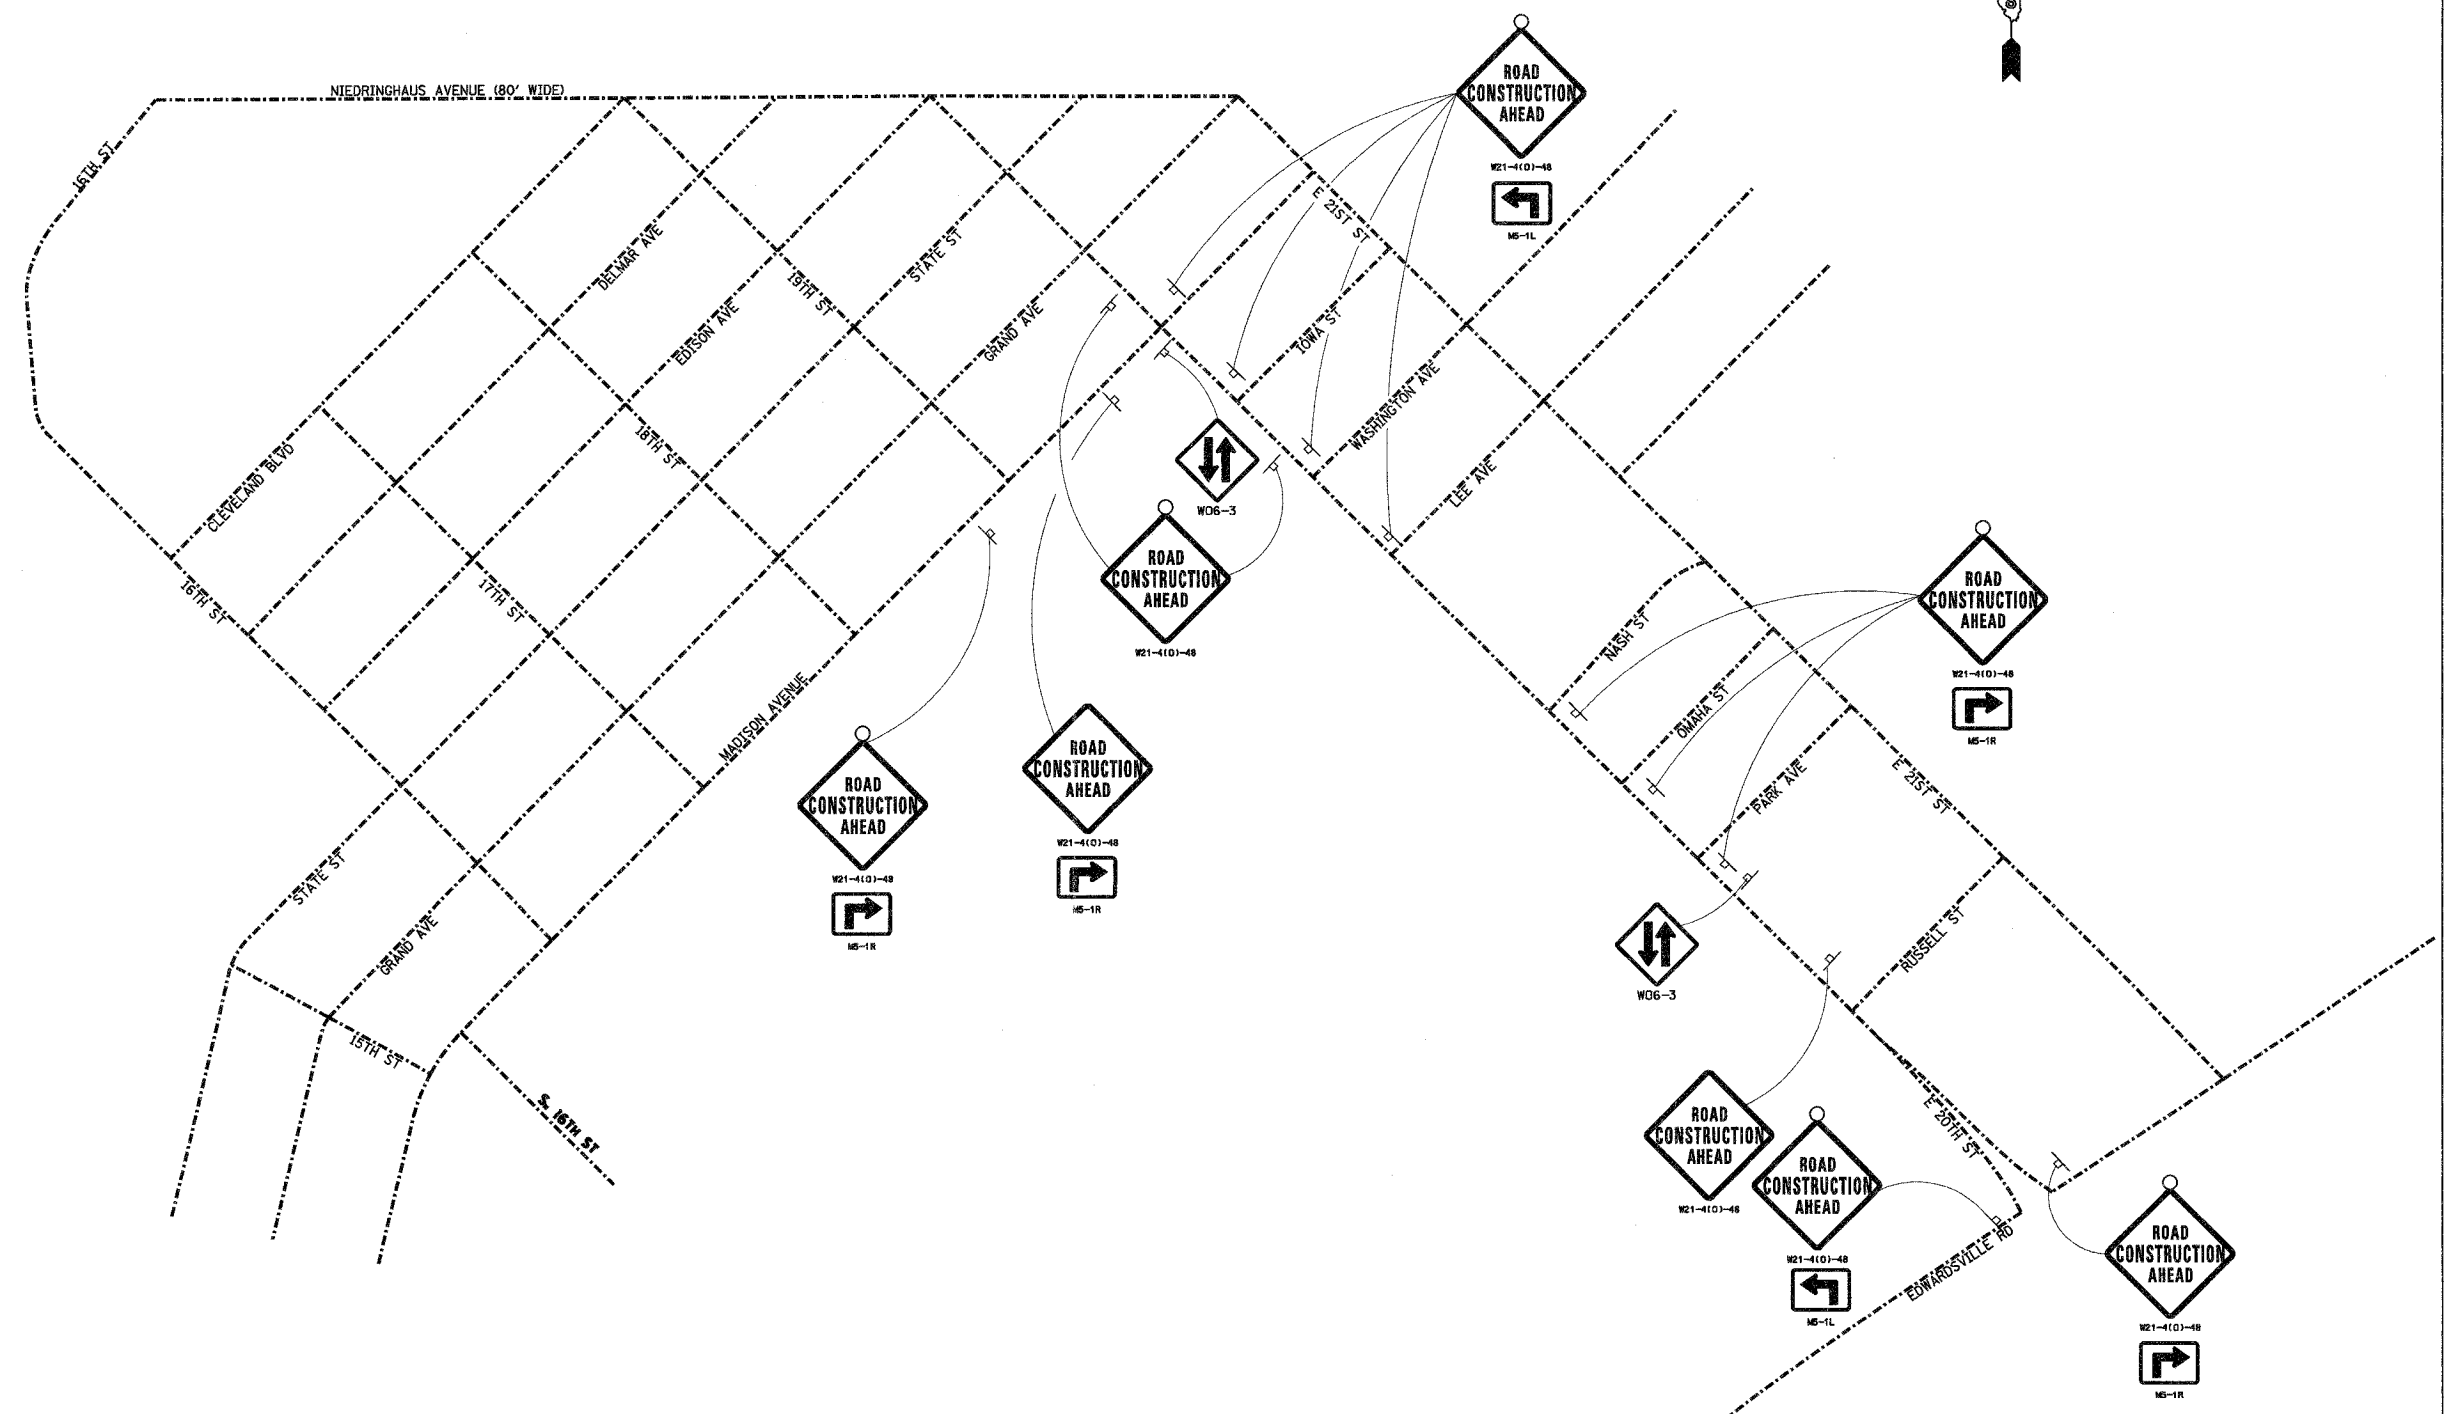 NIEDRINGHAUS AVENUE (80' WIDE)
16TH ST
ROAD
CONSTRUCTION
AHEAD
W21-4(O)-48
M5-1L
E 21ST ST
DELMAR AVE
STATE ST
19TH ST
EDISON AVE
GRAND AVE
IOWA ST
WASHINGTON AVE
CLEVELAND BLVD
18TH ST
LEE AVE
WO6-3
ROAD
CONSTRUCTION
AHEAD
W21-4(O)-48
16TH ST
17TH ST
ROAD
CONSTRUCTION
AHEAD
W21-4(O)-48
M5-1R
NASH ST
OMAHA ST
MADISON AVENUE
ROAD
CONSTRUCTION
AHEAD
W21-4(O)-48
M5-1R
ROAD
CONSTRUCTION
AHEAD
W21-4(O)-48
M5-1R
PARK AVE
E 21ST ST
STATE ST
GRAND AVE
RUSSELL ST
WO6-3
15TH ST
S. 16TH ST
ROAD
CONSTRUCTION
AHEAD
W21-4(O)-48
E 20TH ST
ROAD
CONSTRUCTION
AHEAD
W21-4(O)-48
M5-1L
EDWARDSVILLE RD
ROAD
CONSTRUCTION
AHEAD
W21-4(O)-48
M5-1R